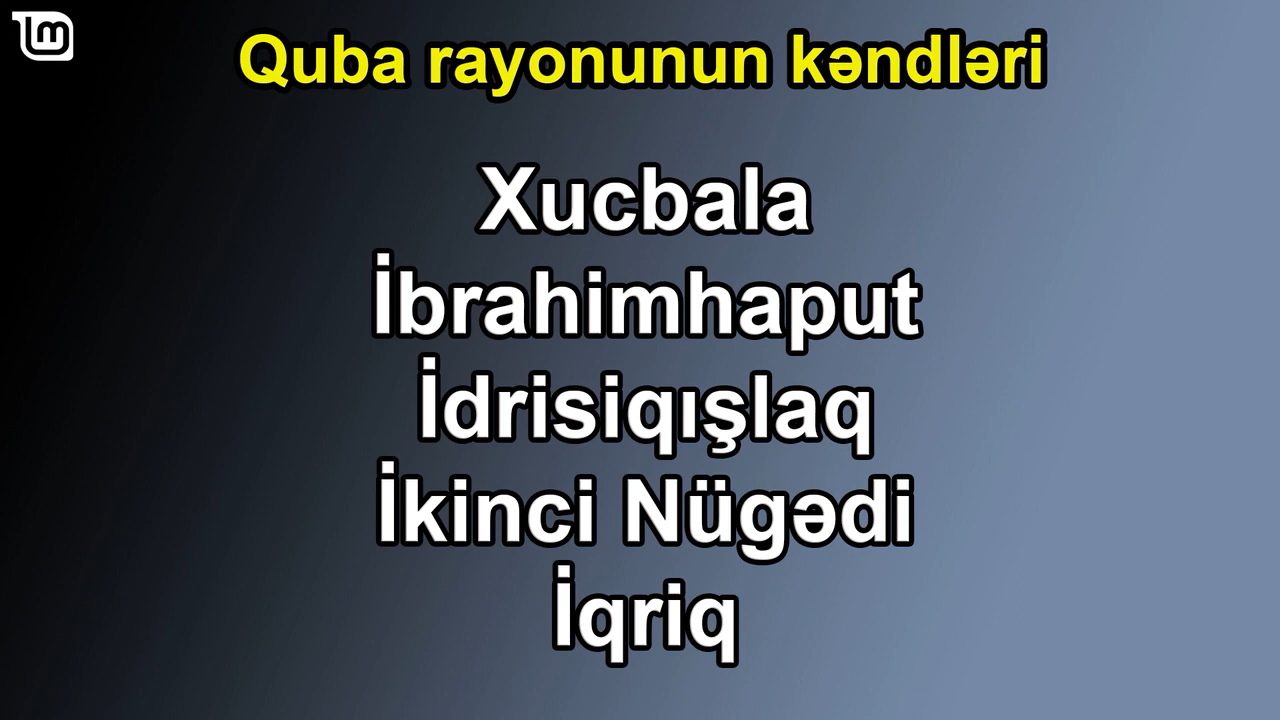 Quba rayonunun kəndləri
Xucbala
İbrahimhaput
İdrisiqışlaq
İkinci Nügədi
İqriq